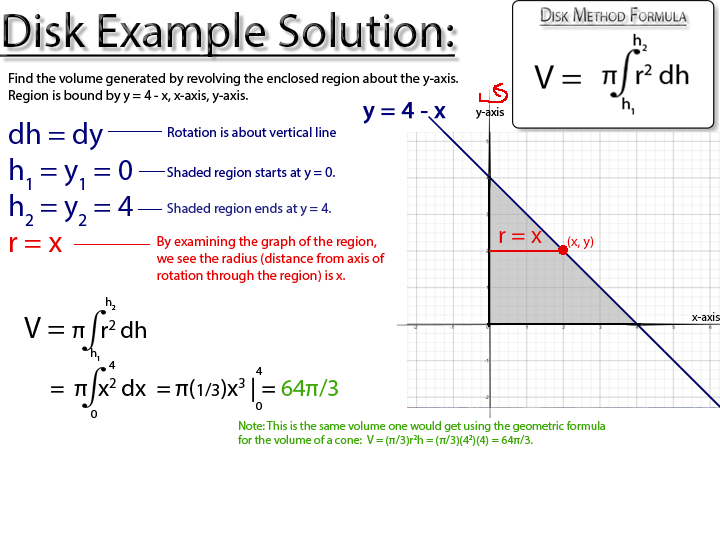 Disk Example Solution:
Disk Method Formula
V = π∫r² dh
h₂
h₁
Find the volume generated by revolving the enclosed region about the y-axis.
Region is bound by y = 4 - x, x-axis, y-axis.
y = 4 - x
y-axis
dh = dy
Rotation is about vertical line
h₁ = y₁ = 0
Shaded region starts at y = 0.
h₂ = y₂ = 4
Shaded region ends at y = 4.
r = x
By examining the graph of the region,
we see the radius (distance from axis of
rotation through the region) is x.
r = x
(x, y)
x-axis
h₂
V = π∫r² dh
h₁
4
= π∫x² dx = π(1/3)x³ |= 64π/3
0
4
0
Note: This is the same volume one would get using the geometric formula
for the volume of a cone: V = (π/3)r²h = (π/3)(4²)(4) = 64π/3.